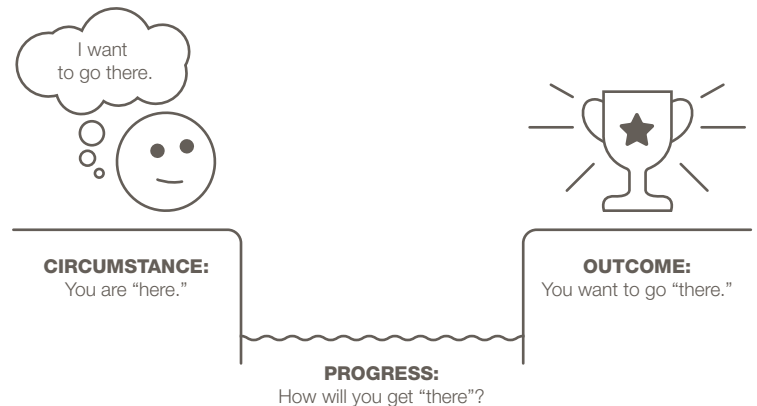 I want
to go there.
CIRCUMSTANCE:
You are “here.”
OUTCOME:
You want to go “there.”
PROGRESS:
How will you get “there”?